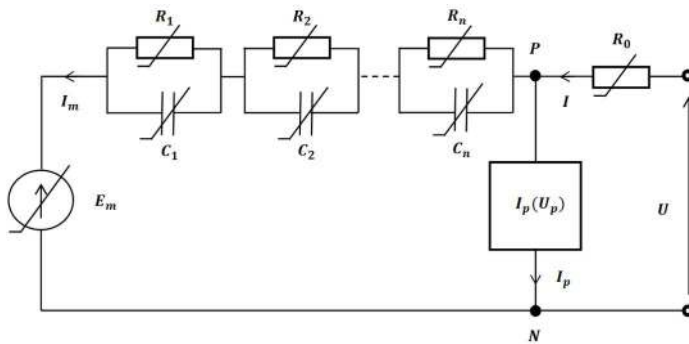 R₁
R₂
Rₙ
P
R₀
Iₘ
I
C₁
C₂
Cₙ
Eₘ
Iₚ(Uₚ)
U
Iₚ
N